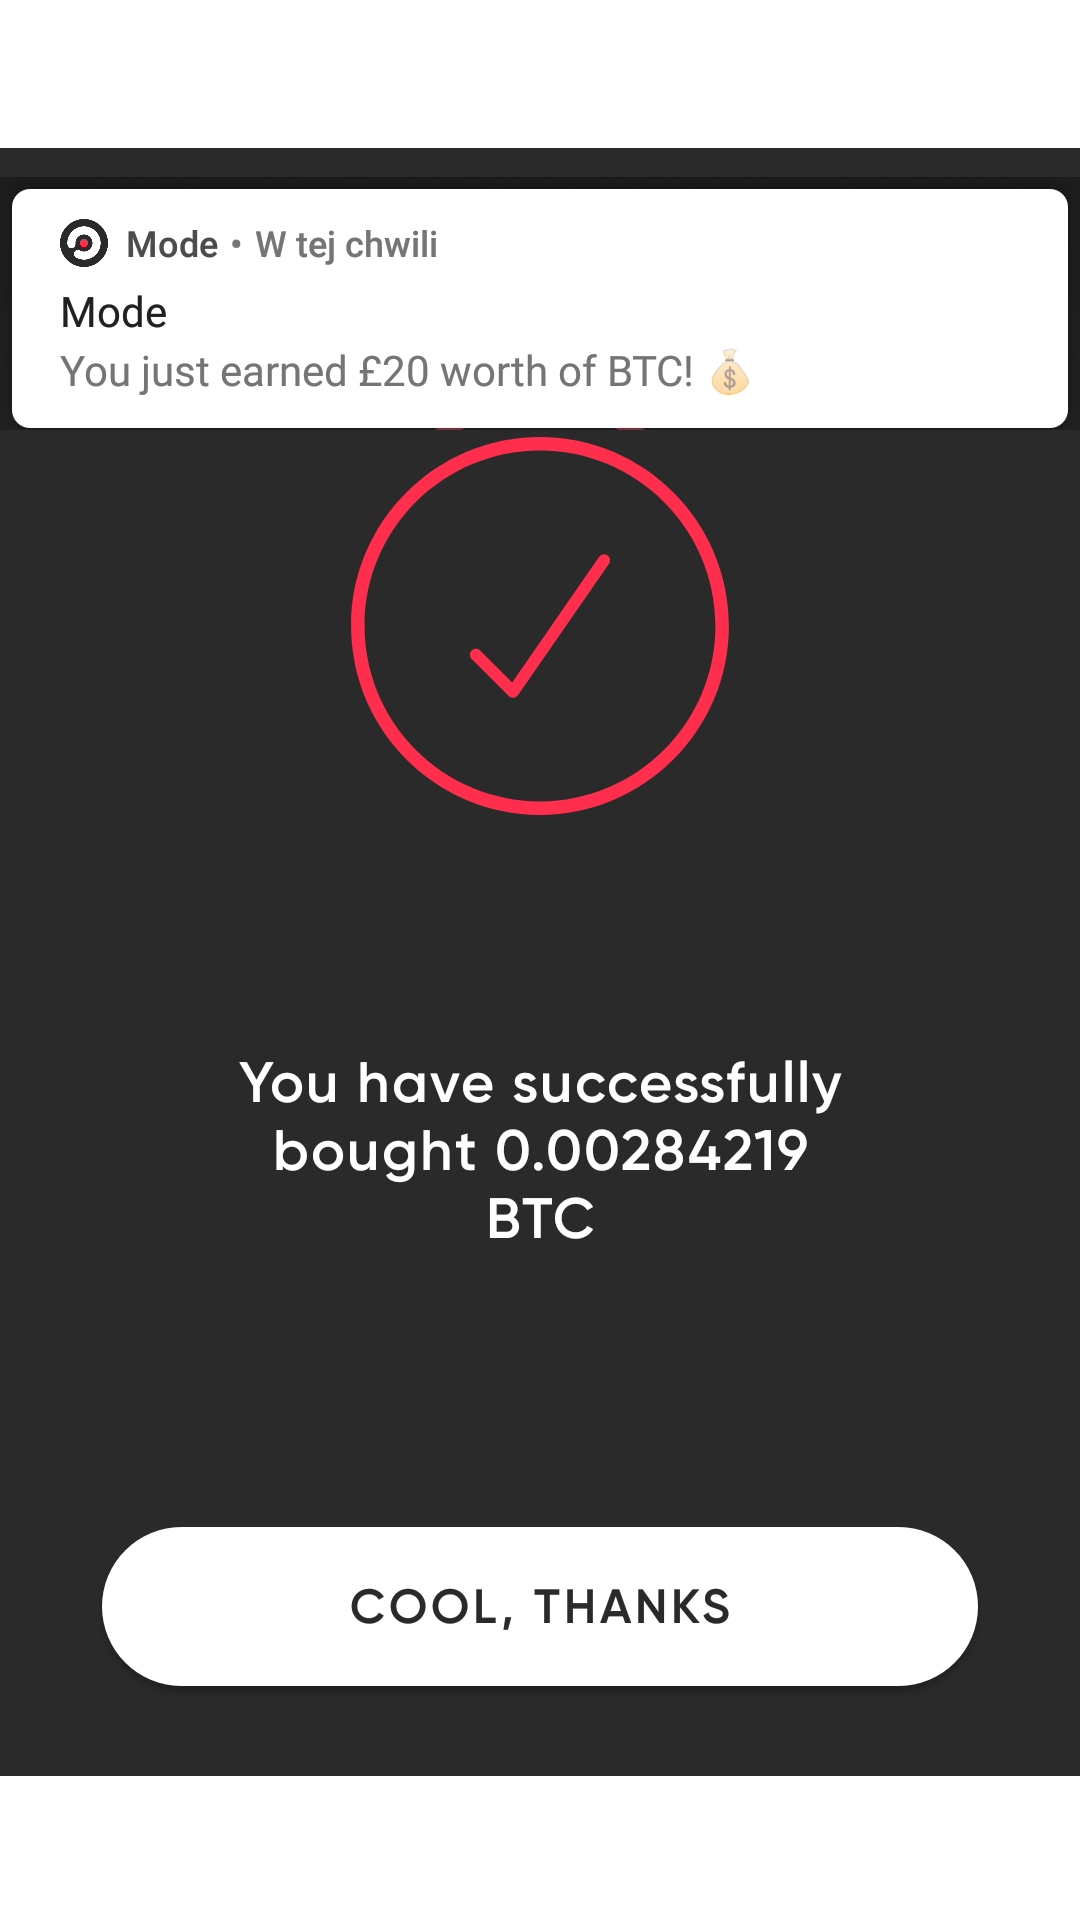 Mode • W tej chwili
Mode
You just earned £20 worth of BTC! 💰
You have successfully
bought 0.00284219
BTC
COOL, THANKS